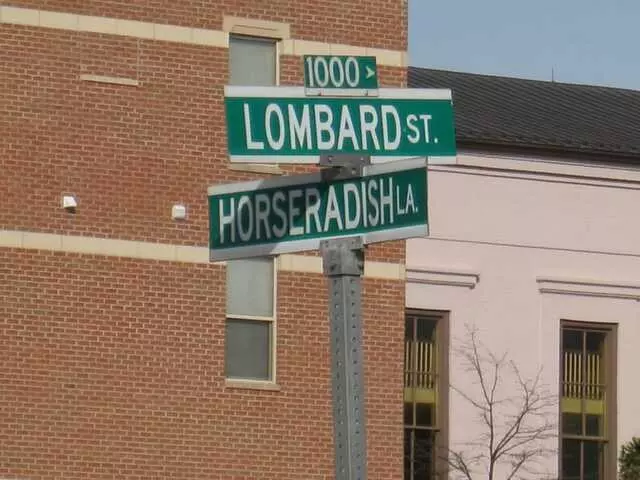 1000 >
LOMBARD ST.
HORSERADISH LA.